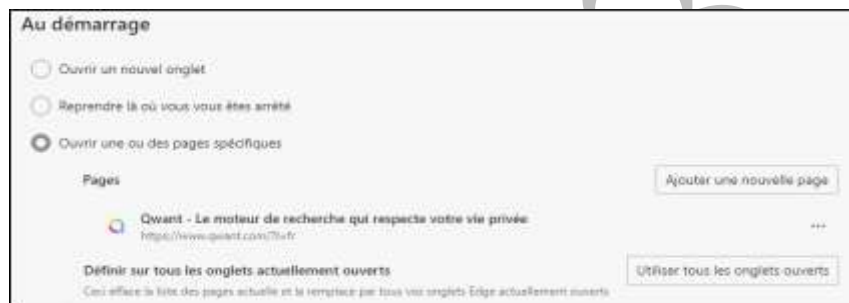 Au démarrage
Ouvrir un nouvel onglet
Reprendre là où vous vous êtes arrêté
Ouvrir une ou des pages spécifiques
Pages
Ajouter une nouvelle page
Qwant - Le moteur de recherche qui respecte votre vie privée
https://www.qwant.com/?l=fr
Définir sur tous les onglets actuellement ouverts
Utiliser tous les onglets ouverts
Ceci efface la liste des pages actuelle et la remplace par tous vos onglets Edge actuellement ouverts